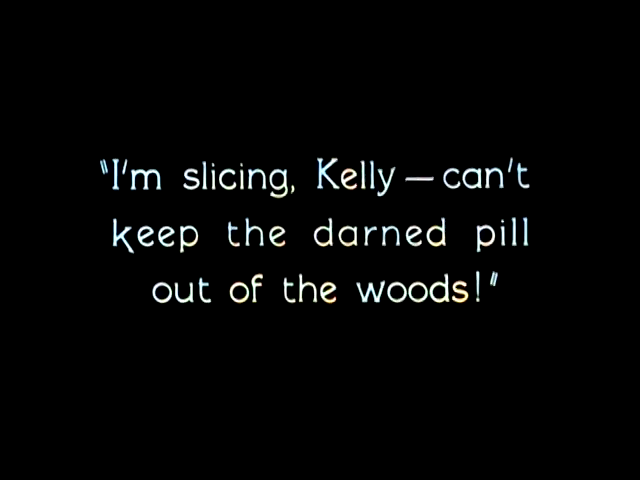 "I'm slicing, Kelly — can't
keep the darned pill
out of the woods!"